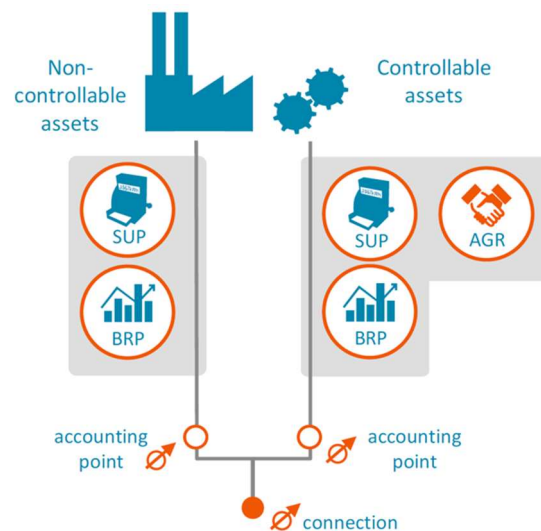 Non-
controllable
assets
Controllable
assets
SUP
BRP
SUP
AGR
BRP
accounting
point
accounting
point
connection